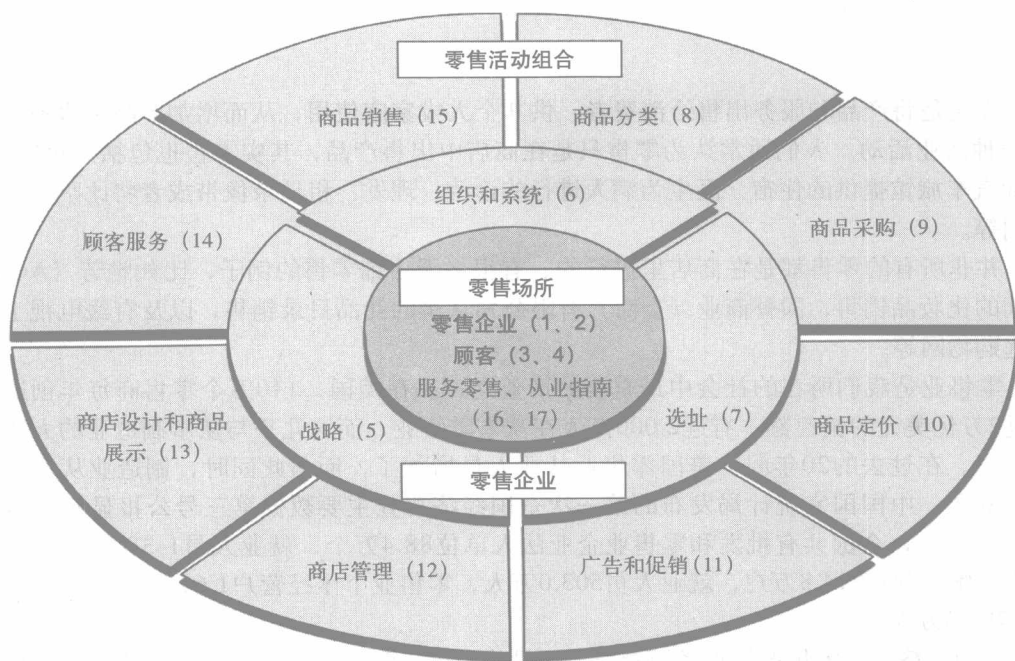 零售活动组合
商品销售（15）
商品分类（8）
组织和系统（6）
顾客服务（14）
商品采购（9）
零售场所
零售企业（1、2）
顾客（3、4）
服务零售、从业指南
（16、17）
商店设计和商品
展示（13）
战略（5）
选址（7）
商品定价（10）
零售企业
商店管理（12）
广告和促销（11）